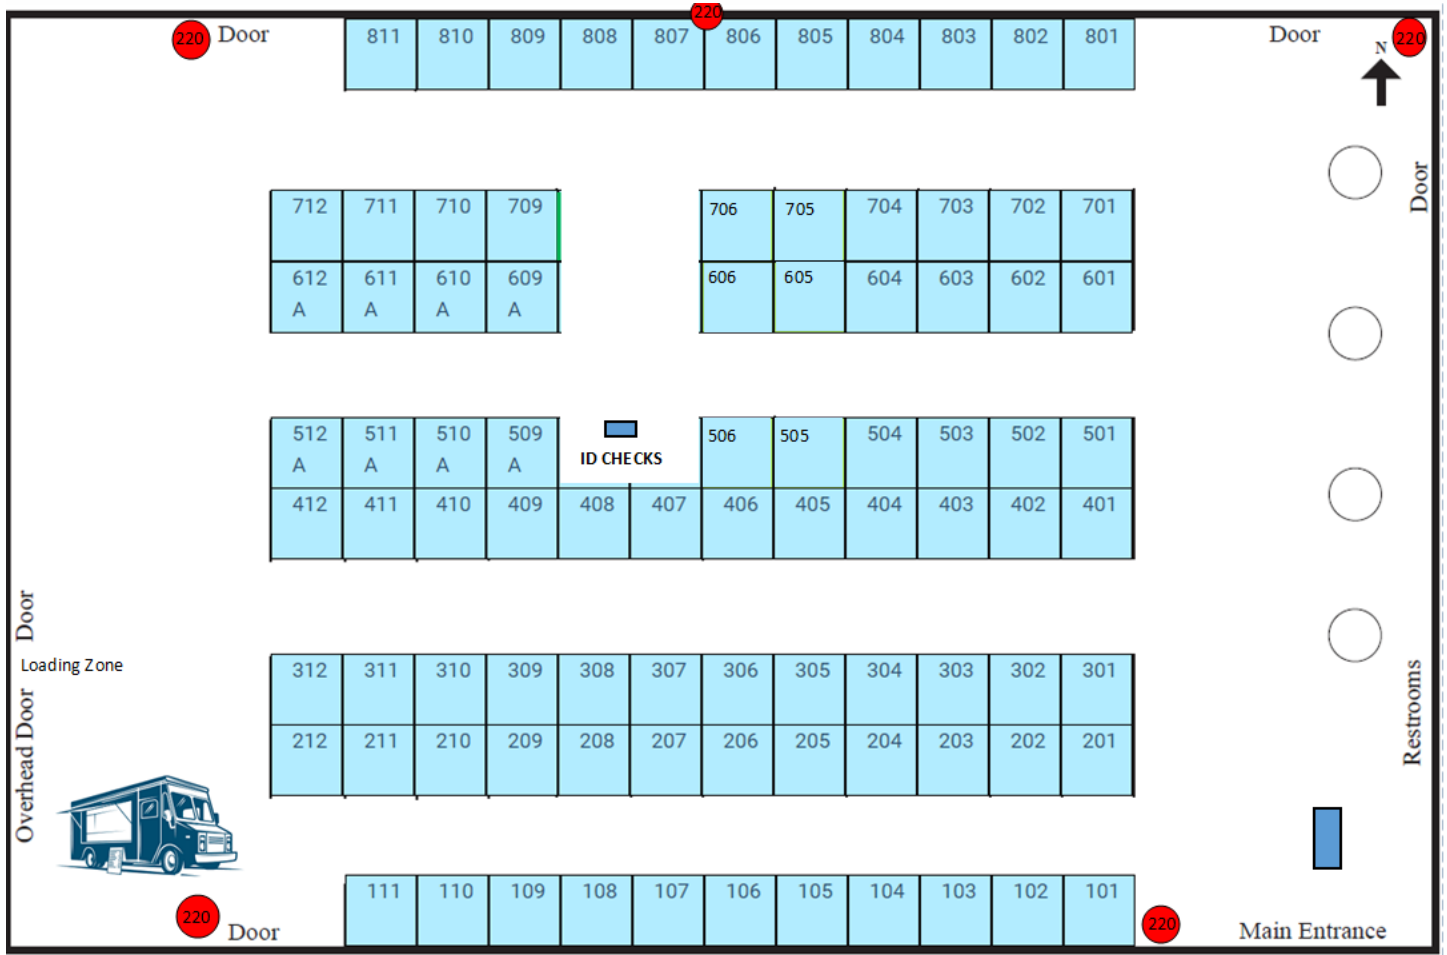 220 Door
811 810 809 808 807 806 805 804 803 802 801
220
Door
N
220
712 711 710 709
706 705 704 703 702 701
Door
612 611 610 609
A A A A
606 605 604 603 602 601
512 511 510 509
A A A A
ID CHECKS
506 505 504 503 502 501
412 411 410 409 408 407 406 405 404 403 402 401
Door
Loading Zone
Overhead Door
312 311 310 309 308 307 306 305 304 303 302 301
212 211 210 209 208 207 206 205 204 203 202 201
Restrooms
111 110 109 108 107 106 105 104 103 102 101
220
Door
220
Main Entrance